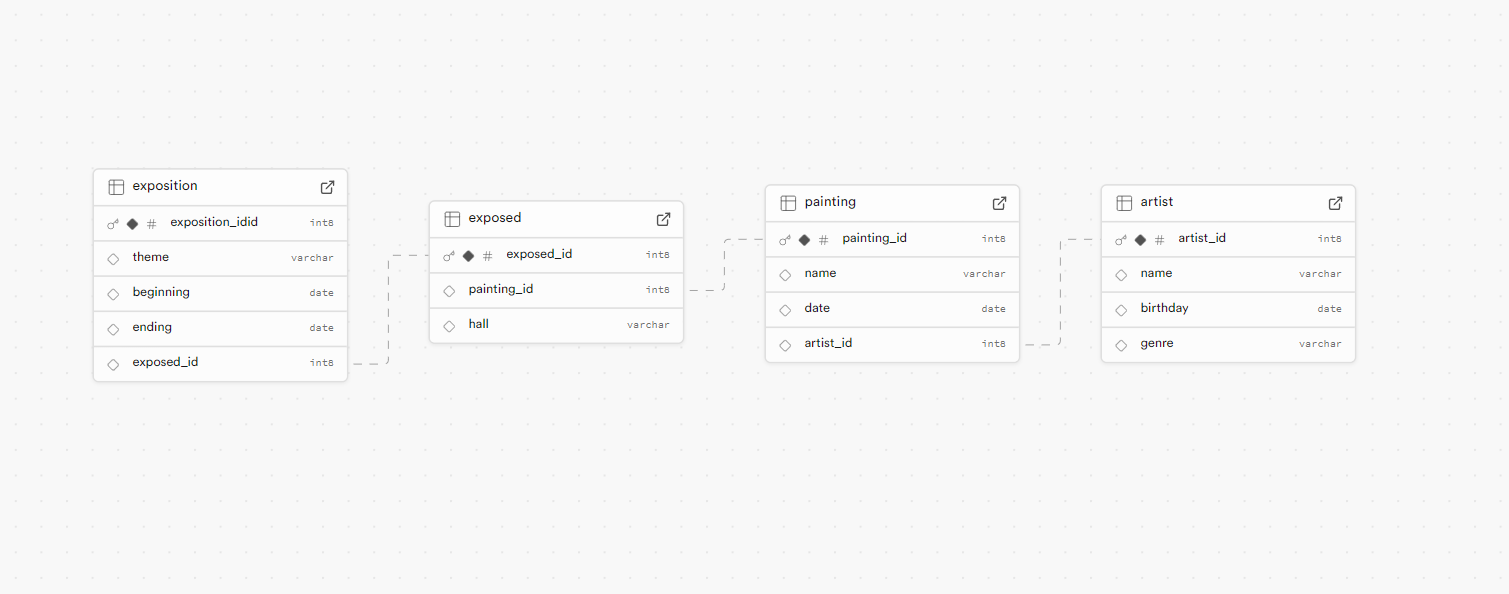 exposition
# exposition_idid int8
theme varchar
beginning date
ending date
exposed_id int8
exposed
# exposed_id int8
painting_id int8
hall varchar
painting
# painting_id int8
name varchar
date date
artist_id int8
artist
# artist_id int8
name varchar
birthday date
genre varchar